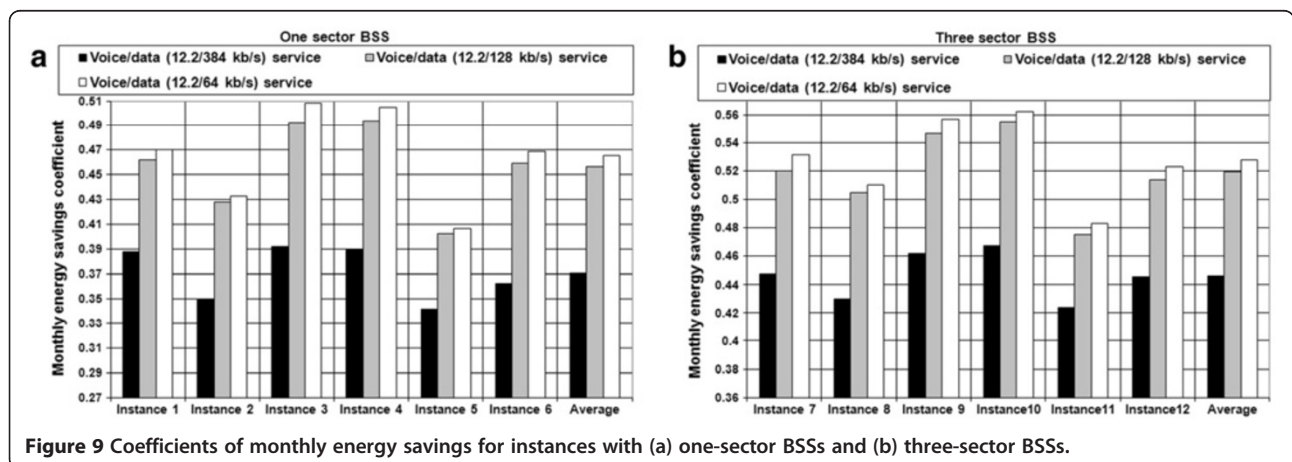 a
One sector BSS
Voice/data (12.2/384 kb/s) service
Voice/data (12.2/128 kb/s) service
Voice/data (12.2/64 kb/s) service
Monthly energy savings coefficient
0.51
0.49
0.47
0.45
0.43
0.41
0.39
0.37
0.35
0.33
0.31
0.29
0.27
Instance 1
Instance 2
Instance 3
Instance 4
Instance 5
Instance 6
Average
b
Three sector BSS
Voice/data (12.2/384 kb/s) service
Voice/data (12.2/128 kb/s) service
Voice/data (12.2/64 kb/s) service
Monthly energy savings coefficient
0.56
0.54
0.52
0.5
0.48
0.46
0.44
0.42
0.4
0.38
0.36
Instance 7
Instance 8
Instance 9
Instance10
Instance11
Instance12
Average
Figure 9 Coefficients of monthly energy savings for instances with (a) one-sector BSSs and (b) three-sector BSSs.